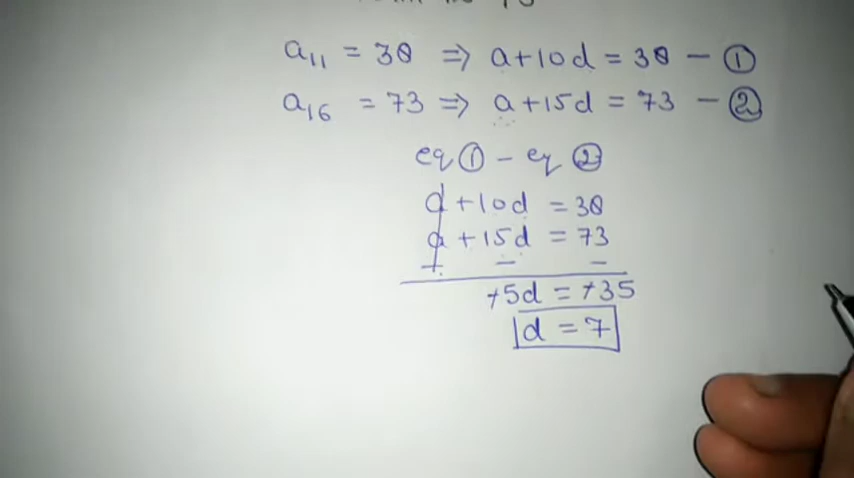 a₁₁ = 38 ⇒ a+10d = 38 — ①
a₁₆ = 73 ⇒ a+15d = 73 — ②
eq ① - eq ②
a +10d = 38
a +15d = 73
- - -
+5d = +35
d = 7